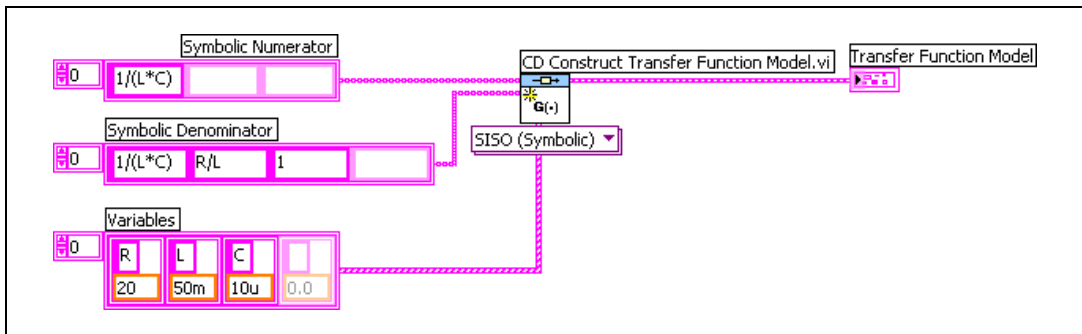 Symbolic Numerator
0 1/(L*C)
CD Construct Transfer Function Model.vi
G(•)
SISO (Symbolic)
Transfer Function Model
Symbolic Denominator
0 1/(L*C) R/L 1
Variables
0
R L C
20 50m 10u 0.0